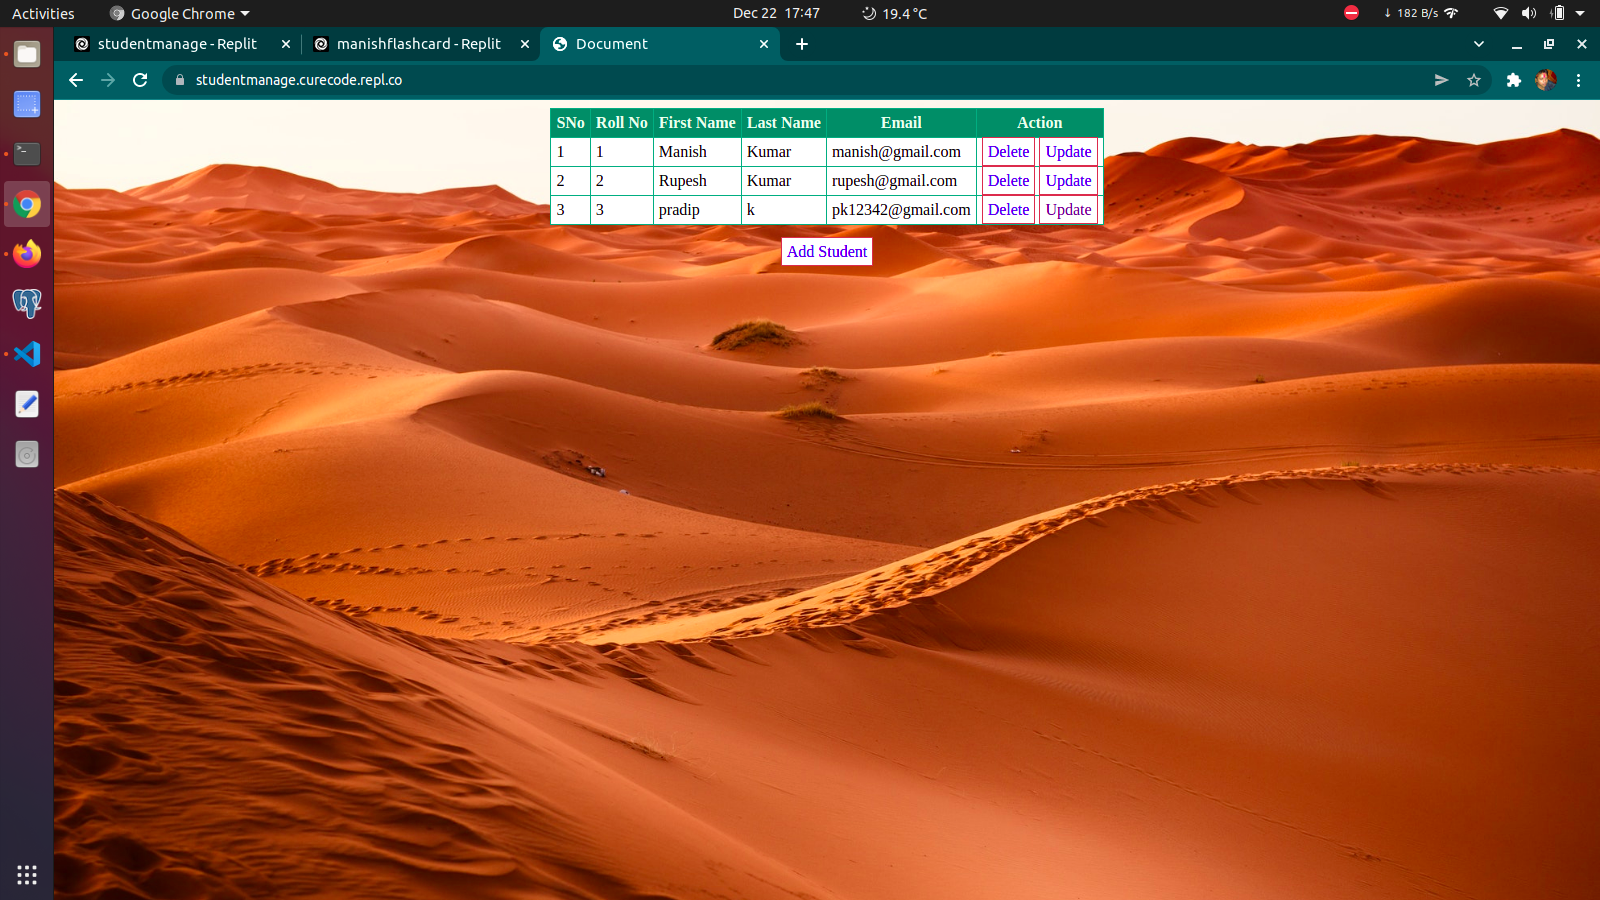 Activities Google Chrome Dec 22 17:47 19.4 °C ↓ 182 B/s
studentmanage - Replit manishflashcard - Replit Document
studentmanage.curecode.repl.co
SNo Roll No First Name Last Name Email Action
1 1 Manish Kumar manish@gmail.com Delete Update
2 2 Rupesh Kumar rupesh@gmail.com Delete Update
3 3 pradip k pk12342@gmail.com Delete Update
Add Student